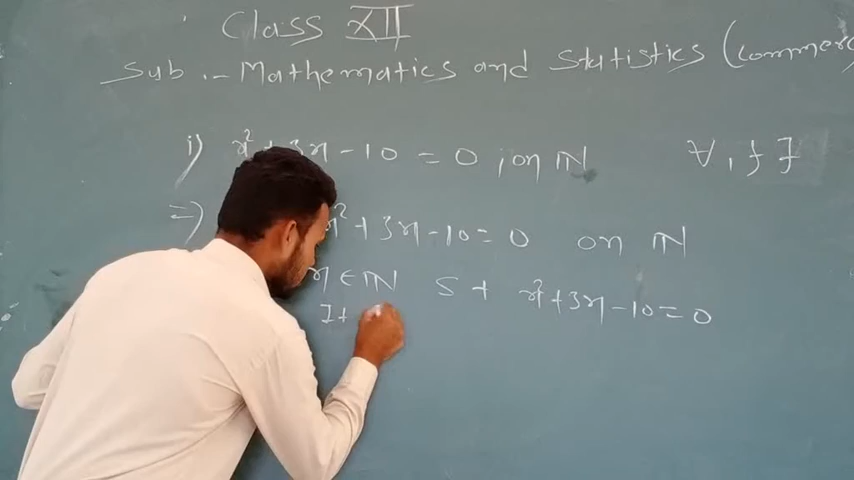 Class XII
Sub :- Mathematics and Statistics (Commerc
i) x² + 3x - 10 = 0 ; on ℕ ∀, ∃ ∃
=) x² + 3x - 10 = 0 on ℕ
x ∈ ℕ S t x² + 3x - 10 = 0
It